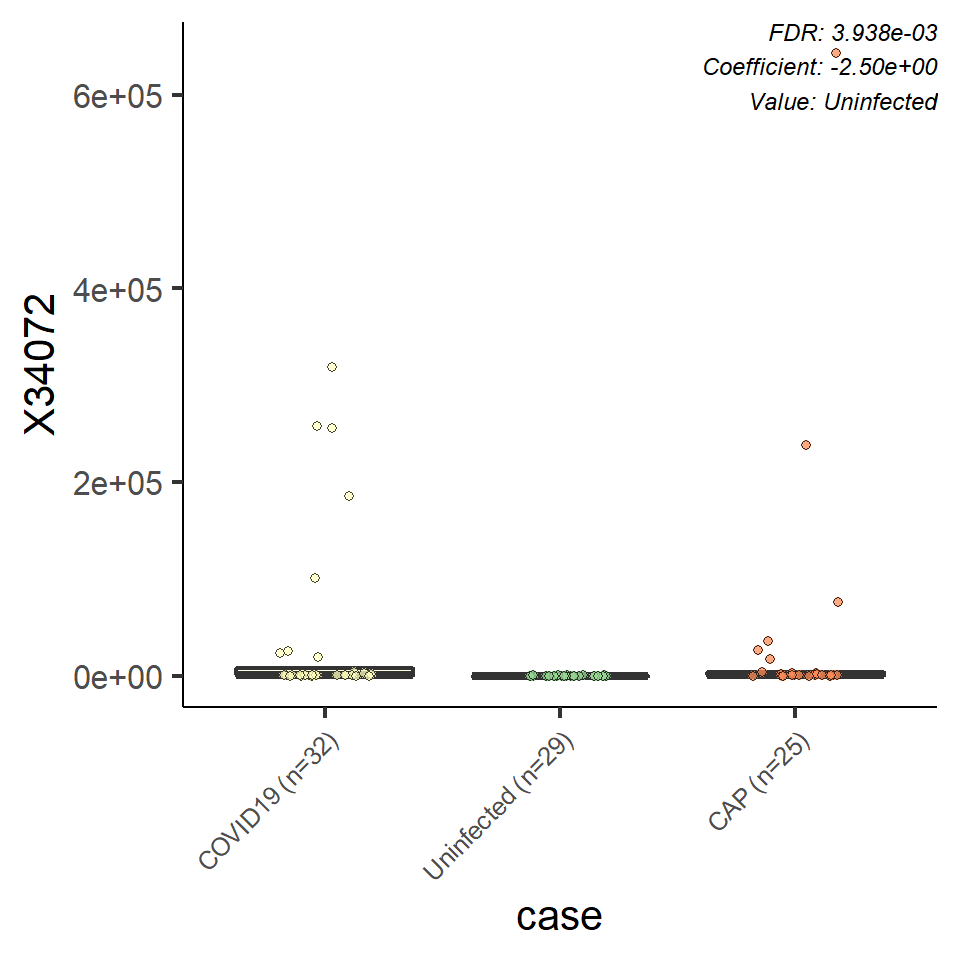 FDR: 3.938e-03
Coefficient: -2.50e+00
Value: Uninfected
6e+05
4e+05
2e+05
0e+00
X34072
COVID19 (n=32)
Uninfected (n=29)
CAP (n=25)
case